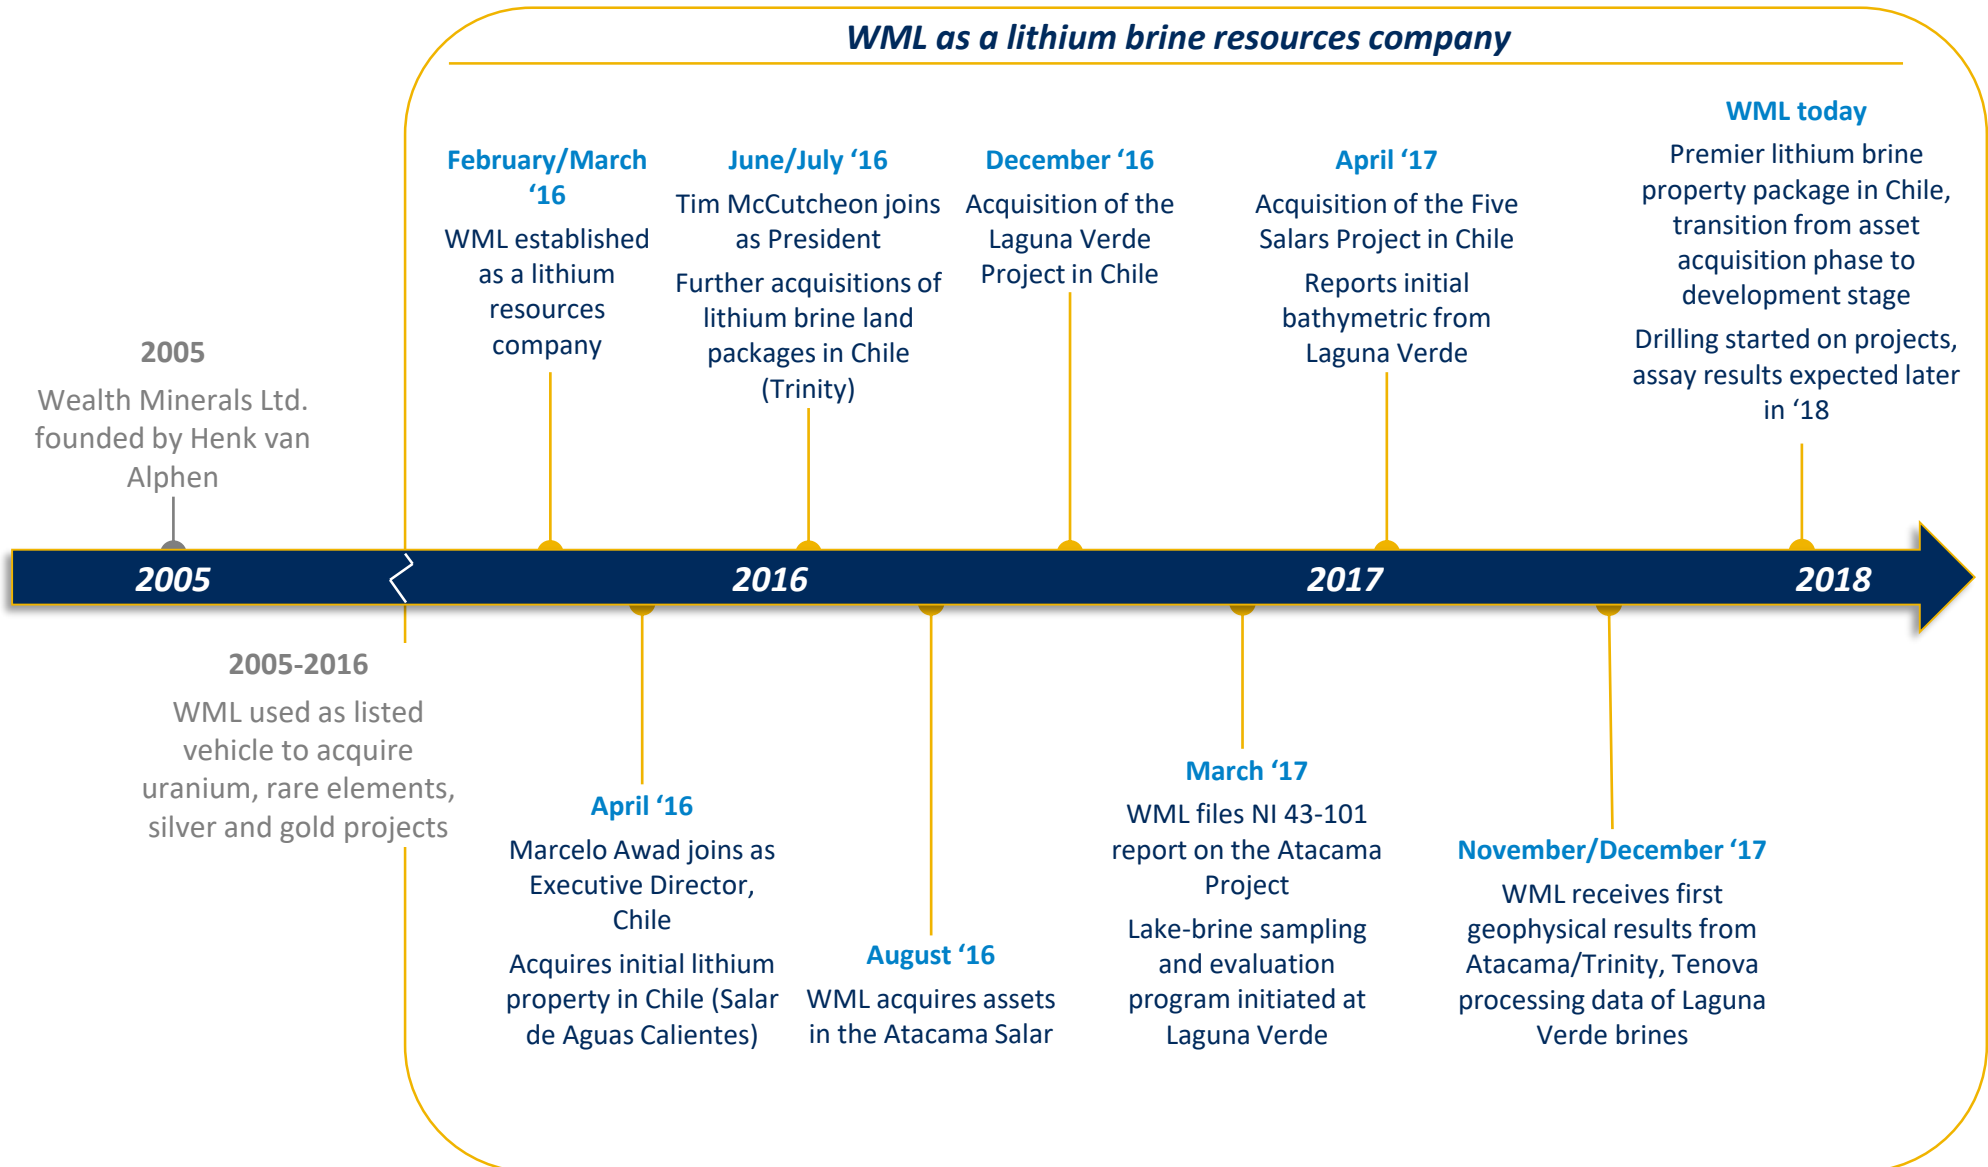 WML as a lithium brine resources company
2005
Wealth Minerals Ltd.
founded by Henk van
Alphen
February/March
‘16
WML established
as a lithium
resources
company
June/July ‘16
Tim McCutcheon joins
as President
Further acquisitions of
lithium brine land
packages in Chile
(Trinity)
December ‘16
Acquisition of the
Laguna Verde
Project in Chile
April ‘17
Acquisition of the Five
Salars Project in Chile
Reports initial
bathymetric from
Laguna Verde
WML today
Premier lithium brine
property package in Chile,
transition from asset
acquisition phase to
development stage
Drilling started on projects,
assay results expected later
in ‘18
2005
2016
2017
2018
2005-2016
WML used as listed
vehicle to acquire
uranium, rare elements,
silver and gold projects
April ‘16
Marcelo Awad joins as
Executive Director,
Chile
Acquires initial lithium
property in Chile (Salar
de Aguas Calientes)
August ‘16
WML acquires assets
in the Atacama Salar
March ‘17
WML files NI 43-101
report on the Atacama
Project
Lake-brine sampling
and evaluation
program initiated at
Laguna Verde
November/December ‘17
WML receives first
geophysical results from
Atacama/Trinity, Tenova
processing data of Laguna
Verde brines